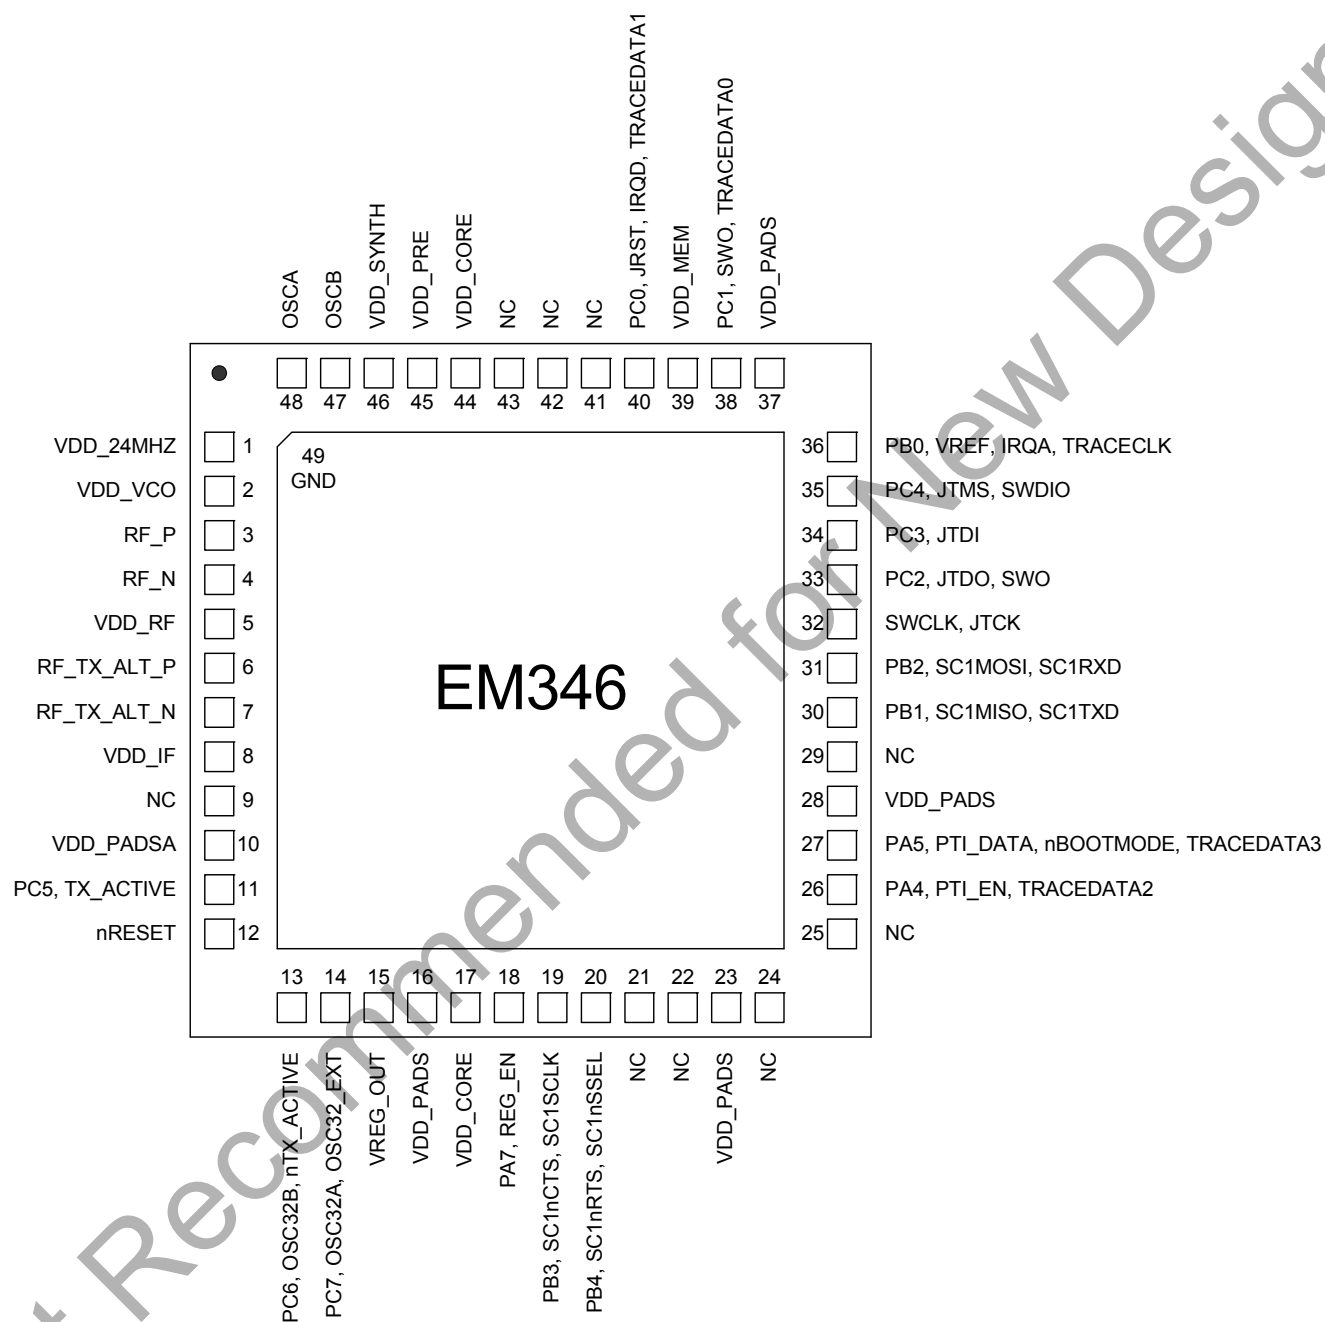 OSCA
OSCB
VDD_SYNTH
VDD_PRE
VDD_CORE
NC
NC
NC
PC0, JRST, IRQD, TRACEDATA1
VDD_MEM
PC1, SWO, TRACEDATA0
VDD_PADS
48 47 46 45 44 43 42 41 40 39 38 37
VDD_24MHZ 1
VDD_VCO 2
RF_P 3
RF_N 4
VDD_RF 5
RF_TX_ALT_P 6
RF_TX_ALT_N 7
VDD_IF 8
NC 9
VDD_PADSA 10
PC5, TX_ACTIVE 11
nRESET 12
49
GND
EM346
36 PB0, VREF, IRQA, TRACECLK
35 PC4, JTMS, SWDIO
34 PC3, JTDI
33 PC2, JTDO, SWO
32 SWCLK, JTCK
31 PB2, SC1MOSI, SC1RXD
30 PB1, SC1MISO, SC1TXD
29 NC
28 VDD_PADS
27 PA5, PTI_DATA, nBOOTMODE, TRACEDATA3
26 PA4, PTI_EN, TRACEDATA2
25 NC
13 14 15 16 17 18 19 20 21 22 23 24
PC6, OSC32B, nTX_ACTIVE
PC7, OSC32A, OSC32_EXT
VREG_OUT
VDD_PADS
VDD_CORE
PA7, REG_EN
PB3, SC1nCTS, SC1SCLK
PB4, SC1nRTS, SC1nSSEL
NC
NC
VDD_PADS
NC
Recommended for New Design